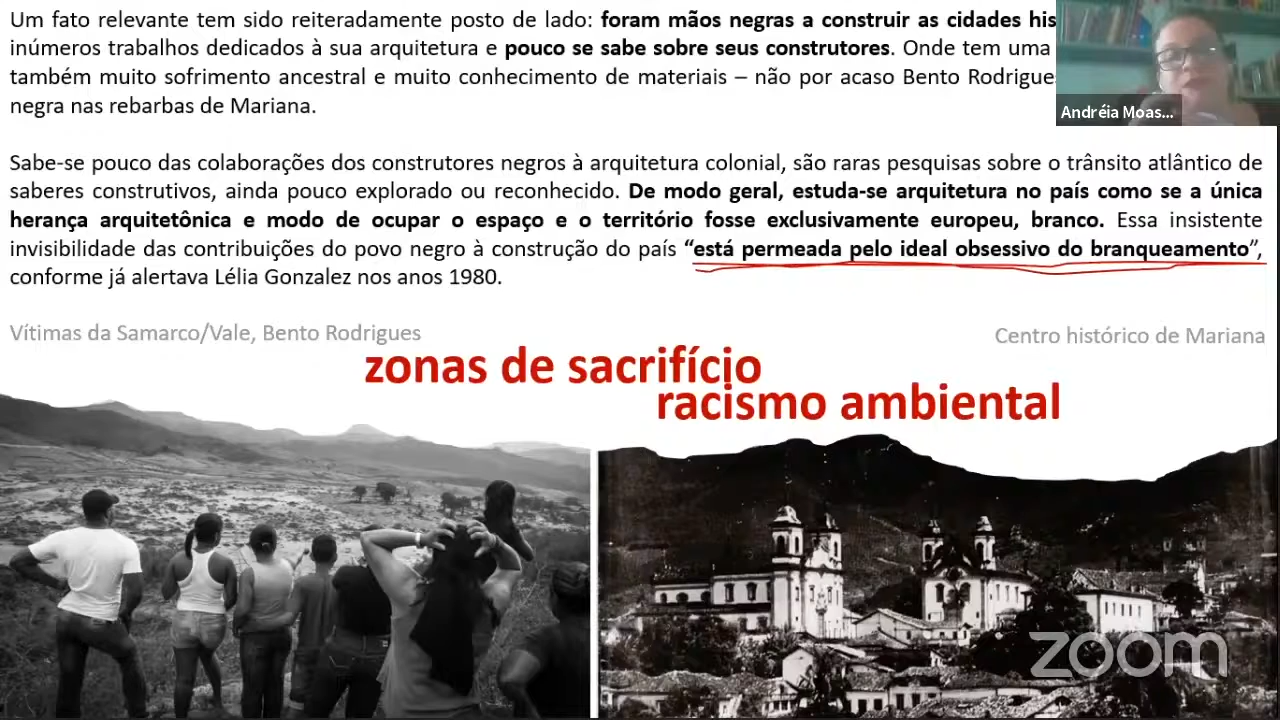 Um fato relevante tem sido reiteradamente posto de lado: foram mãos negras a construir as cidades his
inúmeros trabalhos dedicados à sua arquitetura e pouco se sabe sobre seus construtores. Onde tem uma
também muito sofrimento ancestral e muito conhecimento de materiais – não por acaso Bento Rodrigue
negra nas rebarbas de Mariana.
Andréia Moas...
Sabe-se pouco das colaborações dos construtores negros à arquitetura colonial, são raras pesquisas sobre o trânsito atlântico de
saberes construtivos, ainda pouco explorado ou reconhecido. De modo geral, estuda-se arquitetura no país como se a única
herança arquitetônica e modo de ocupar o espaço e o território fosse exclusivamente europeu, branco. Essa insistente
invisibilidade das contribuições do povo negro à construção do país “está permeada pelo ideal obsessivo do branqueamento”,
conforme já alertava Lélia Gonzalez nos anos 1980.
Vítimas da Samarco/Vale, Bento Rodrigues
Centro histórico de Mariana
zonas de sacrifício
racismo ambiental
zoom